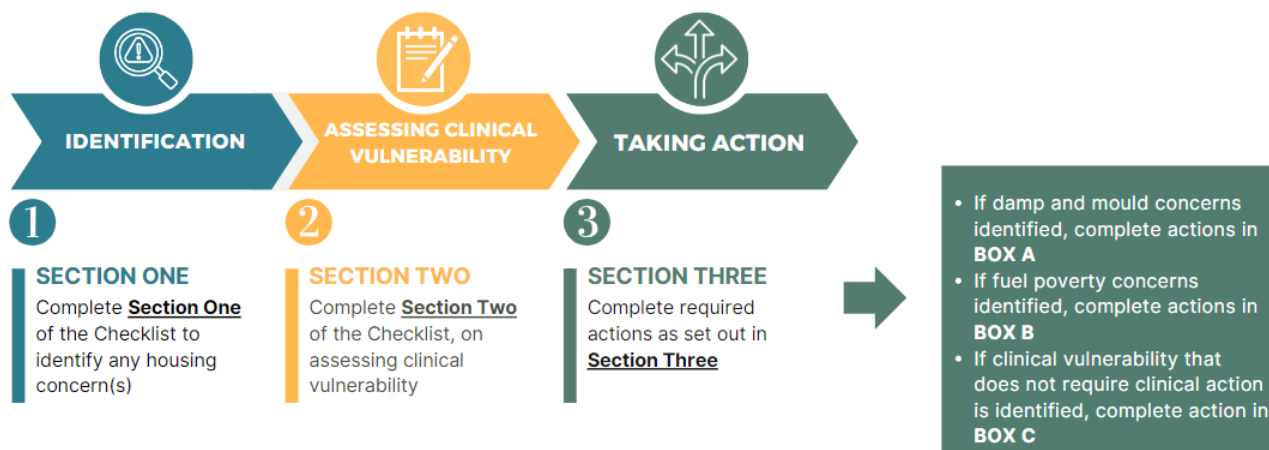 IDENTIFICATION
ASSESSING CLINICAL
VULNERABILITY
TAKING ACTION
1
SECTION ONE
Complete Section One
of the Checklist to
identify any housing
concern(s)
2
SECTION TWO
Complete Section Two
of the Checklist, on
assessing clinical
vulnerability
3
SECTION THREE
Complete required
actions as set out in
Section Three
• If damp and mould concerns
identified, complete actions in
BOX A
• If fuel poverty concerns
identified, complete actions in
BOX B
• If clinical vulnerability that
does not require clinical action
is identified, complete action in
BOX C